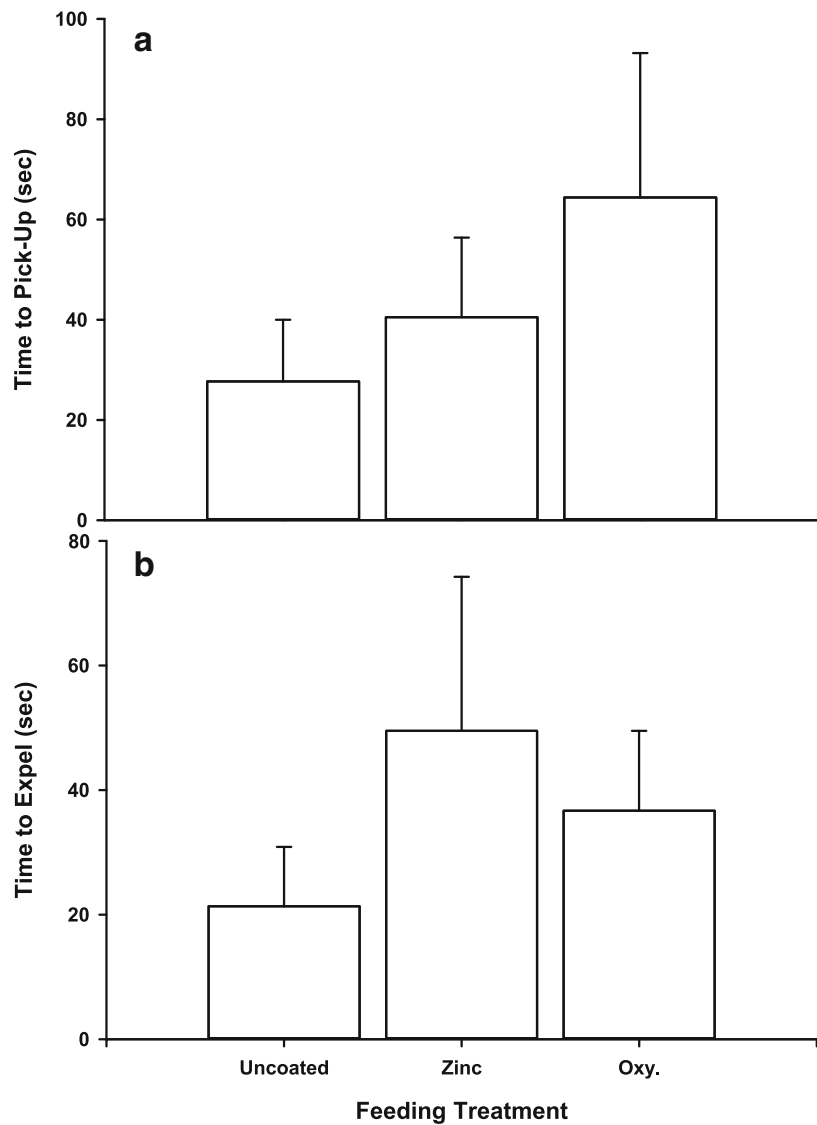 100
a
80
60
40
20
0
Time to Pick-Up (sec)
80
b
60
40
20
0
Time to Expel (sec)
Uncoated Zinc Oxy.
Feeding Treatment